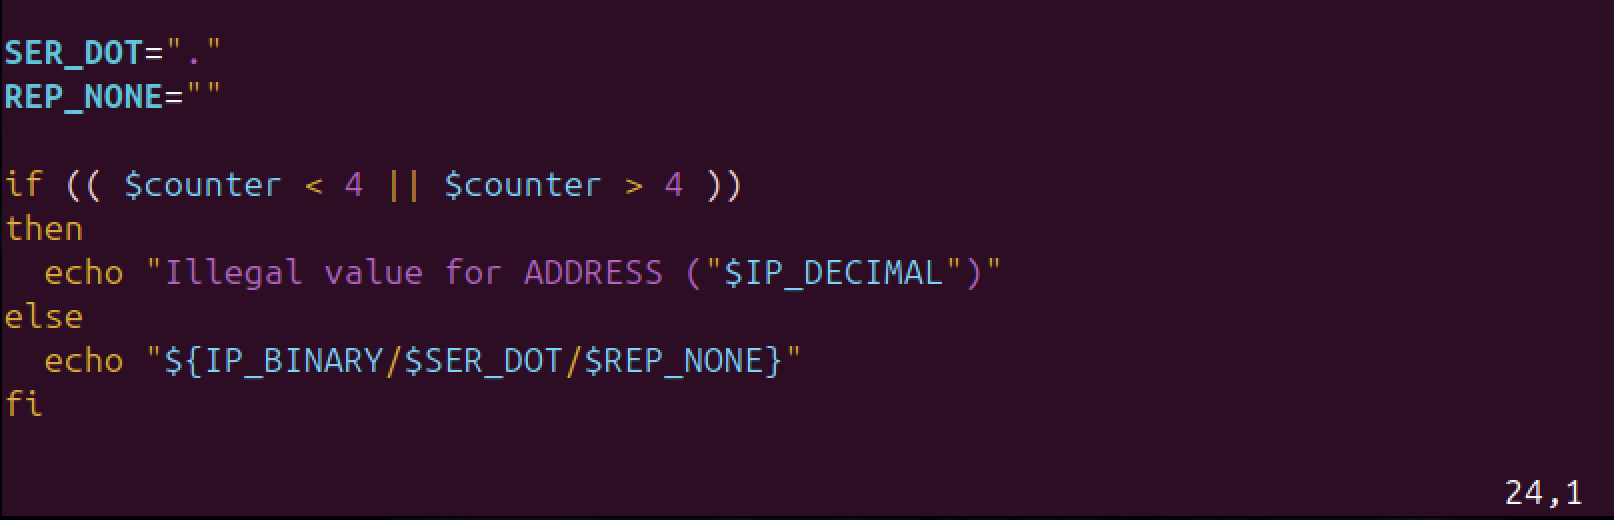 SER_DOT="."
REP_NONE=""
if (( $counter < 4 || $counter > 4 ))
then
  echo "Illegal value for ADDRESS ("$IP_DECIMAL")"
else
  echo "${IP_BINARY/$SER_DOT/$REP_NONE}"
fi
24,1